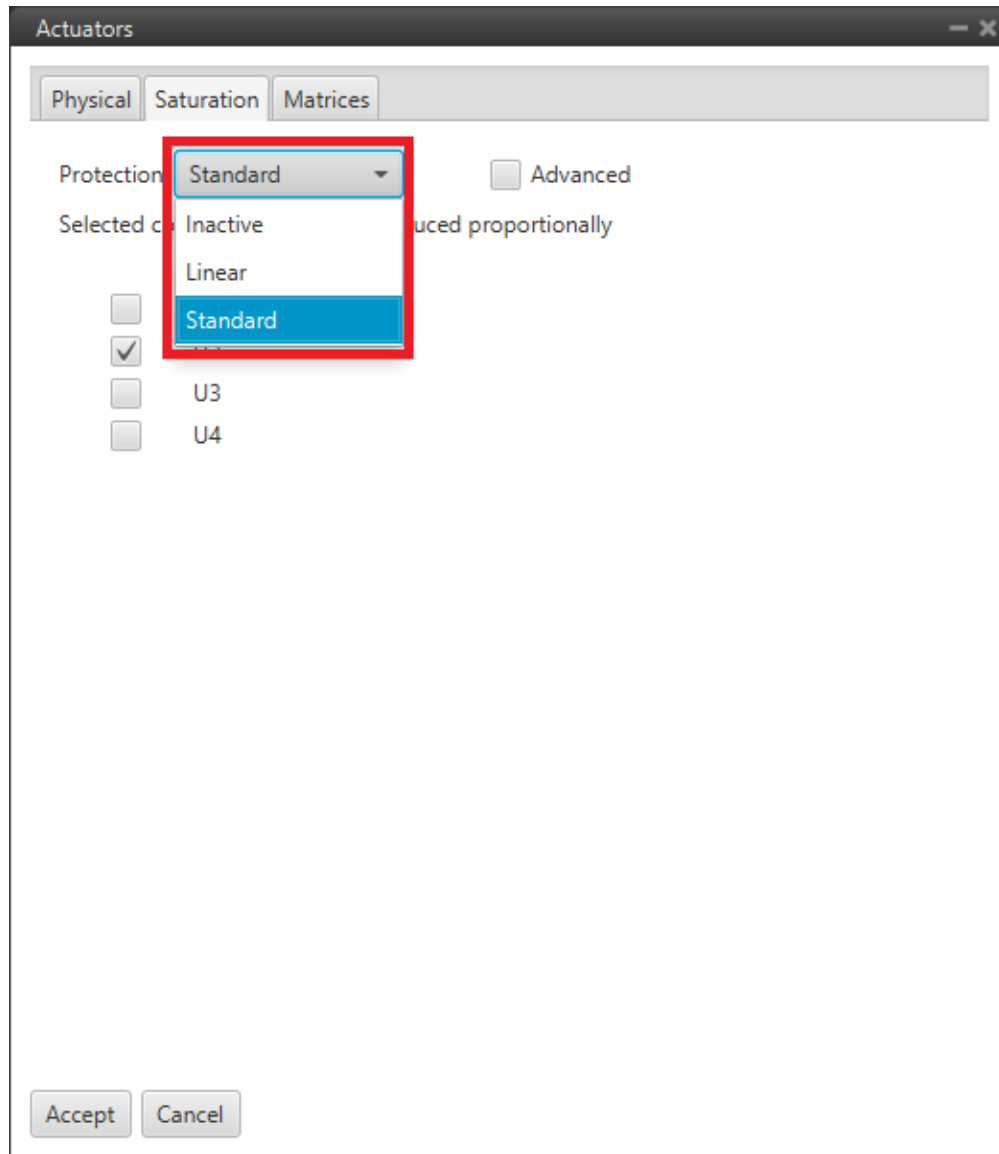 Actuators
Physical Saturation Matrices
Protection Standard Advanced
Selected uced proportionally
Inactive
Linear
Standard
U3
U4
Accept Cancel